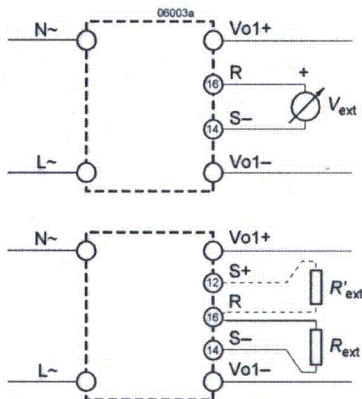 06003a
N~ Vo1+
R +
16
Vext
S–
14
L~ Vo1–
N~ Vo1+
S+
12
R'ext
R
16
S–
Rext
14
L~ Vo1–